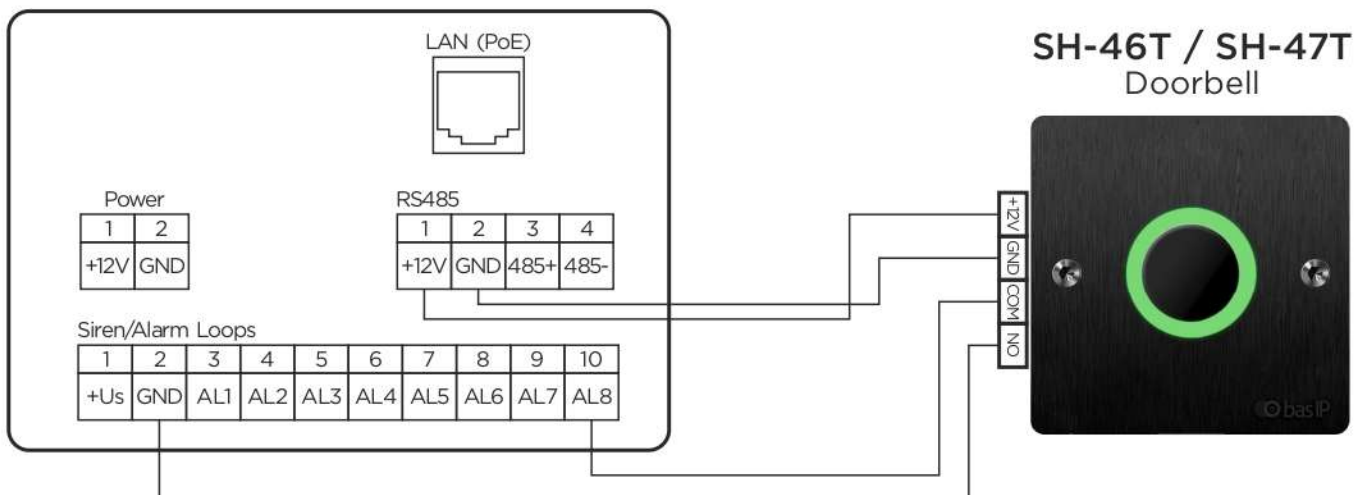 LAN (PoE)
SH-46T / SH-47T
Doorbell
Power
1 2
+12V GND
RS485
1 2 3 4
+12V GND 485+ 485-
+12V
GND
COM
NO
Siren/Alarm Loops
1 2 3 4 5 6 7 8 9 10
+Us GND AL1 AL2 AL3 AL4 AL5 AL6 AL7 AL8
bas IP